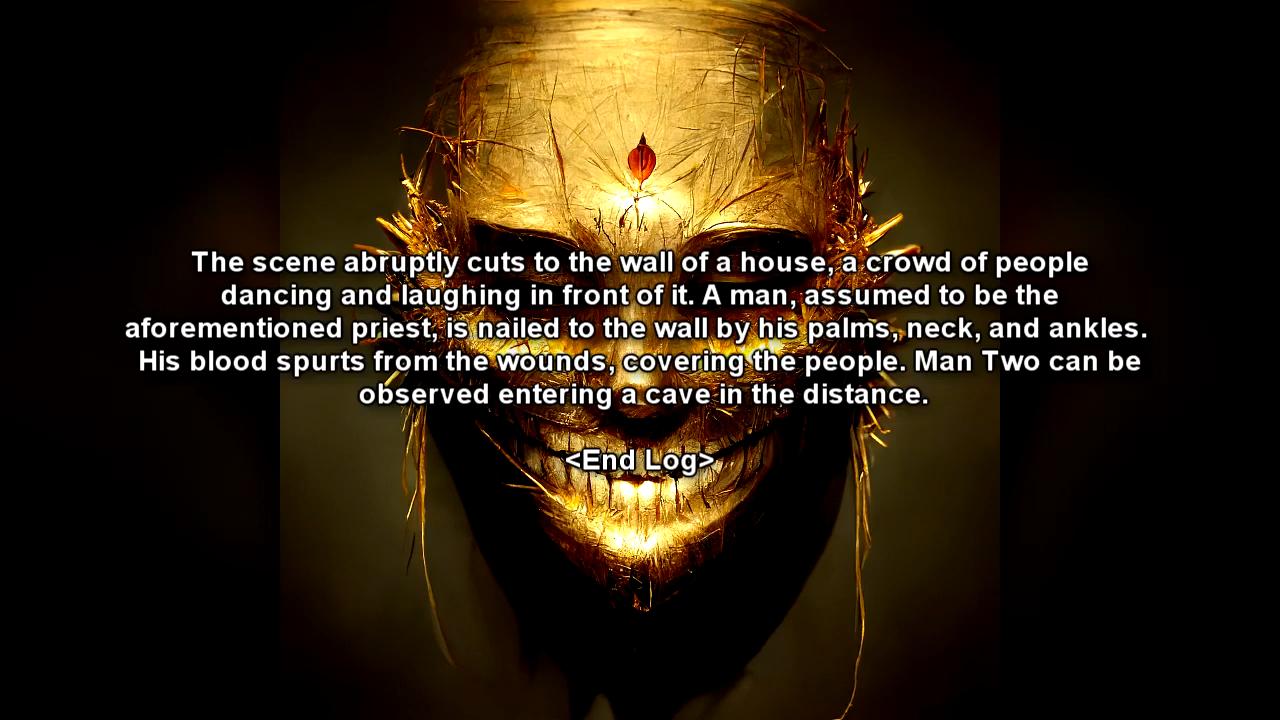 The scene abruptly cuts to the wall of a house, a crowd of people
dancing and laughing in front of it. A man, assumed to be the
aforementioned priest, is nailed to the wall by his palms, neck, and ankles.
His blood spurts from the wounds, covering the people. Man Two can be
observed entering a cave in the distance.
<End Log>